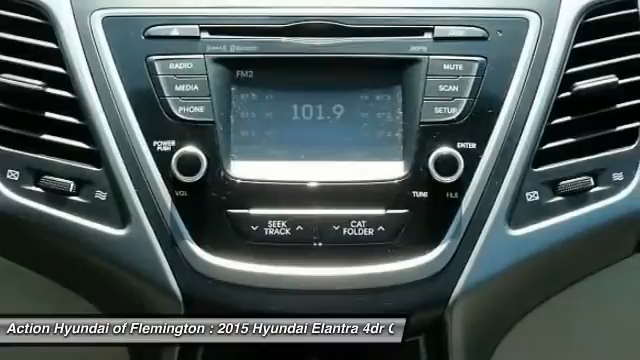 RADIO
MEDIA
PHONE
FM2
101.9
MUTE
SCAN
SETUP
POWER
PUSH
VOL
ENTER
TUNE
FILE
SEEK
TRACK
CAT
FOLDER
Action Hyundai of Flemington : 2015 Hyundai Elantra 4dr